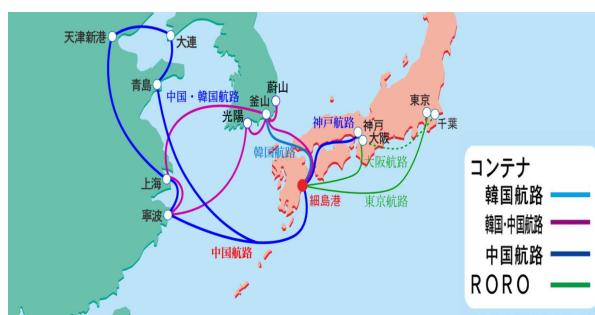 天津新港
大連
青島
中国・韓国航路
蔚山
釜山
光陽
韓国航路
神戸航路
神戸
大阪
大阪航路
東京
千葉
東京航路
細島港
上海
寧波
中国航路
コンテナ
韓国航路
韓国・中国航路
中国航路
RORO